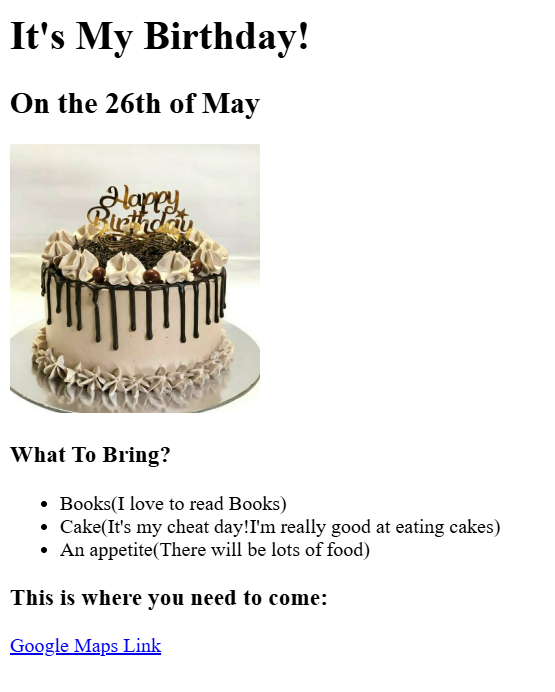 It's My Birthday!
On the 26th of May
Happy
Birthday
What To Bring?
Books(I love to read Books)
Cake(It's my cheat day!I'm really good at eating cakes)
An appetite(There will be lots of food)
This is where you need to come:
Google Maps Link